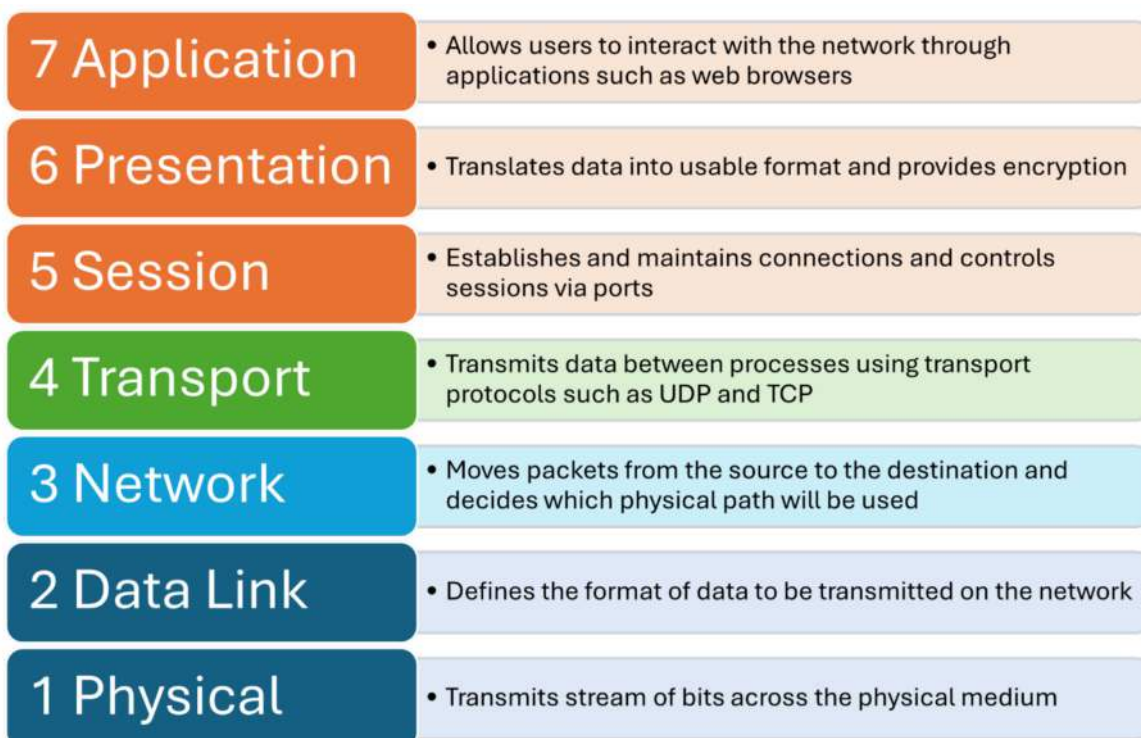 7 Application
• Allows users to interact with the network through
applications such as web browsers
6 Presentation
• Translates data into usable format and provides encryption
5 Session
• Establishes and maintains connections and controls
sessions via ports
4 Transport
• Transmits data between processes using transport
protocols such as UDP and TCP
3 Network
• Moves packets from the source to the destination and
decides which physical path will be used
2 Data Link
• Defines the format of data to be transmitted on the network
1 Physical
• Transmits stream of bits across the physical medium